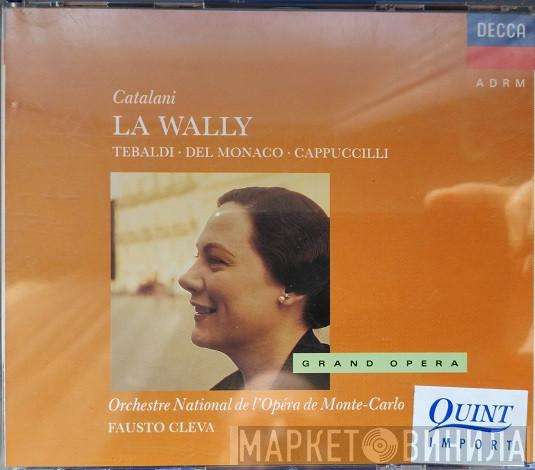 DECCA
ADRM
Catalani
LA WALLY
TEBALDI · DEL MONACO · CAPPUCCILLI
GRAND OPERA
Orchestre National de l'Opéra de Monte-Carlo
FAUSTO CLEVA
QUINT
IMPORT
МАРКЕТ ВИНИЛА